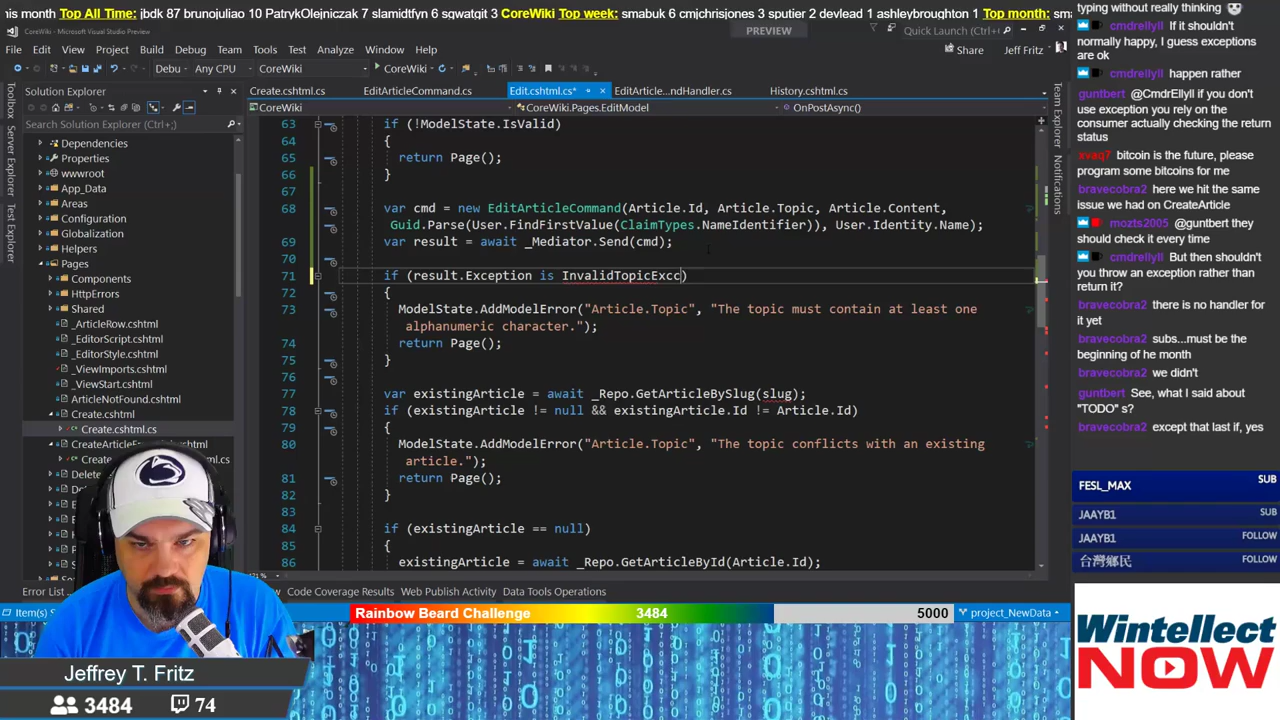 is month Top All Time: jbdk 87 brunojuliao 10 PatrykOlejniczak 7 slamidtfyn 6 sgwatgit 3 CoreWiki Top week: smabuk 6 cmjchrisjones 3 sputier 2 devlead 1 ashleybroughton 1 Top month: sm
PREVIEW
CoreWiki - Microsoft Visual Studio Preview
Quick Launch (Ctrl+Q)
File Edit View Project Build Debug Team Tools Test Analyze Window Help
Share Jeff Fritz
Debug Any CPU CoreWiki CoreWiki
Toolbox
Server Explorer
Test Explorer
Solution Explorer
Search Solution Explorer (Ctrl+;)
Dependencies
Properties
wwwroot
App_Data
Areas
Configuration
Globalization
Helpers
Pages
Components
HttpErrors
Shared
_ArticleRow.cshtml
_EditorScript.cshtml
_EditorStyle.cshtml
_ViewImports.cshtml
_ViewStart.cshtml
ArticleNotFound.cshtml
Create.cshtml
Create.cshtml.cs
Create
Delete
Create.cshtml.cs EditArticleCommand.cs Edit.cshtml.cs* EditArticle...ndHandler.cs History.cshtml.cs
CoreWiki CoreWiki.Pages.EditModel OnPostAsync()
63 if (!ModelState.IsValid)
64 {
65 return Page();
66 }
67
68 var cmd = new EditArticleCommand(Article.Id, Article.Topic, Article.Content,
Guid.Parse(User.FindFirstValue(ClaimTypes.NameIdentifier)), User.Identity.Name);
69 var result = await _Mediator.Send(cmd);
70
71 if (result.Exception is InvalidTopicExcc)
72 {
73 ModelState.AddModelError("Article.Topic", "The topic must contain at least one
alphanumeric character.");
74 return Page();
75 }
76
77 var existingArticle = await _Repo.GetArticleBySlug(slug);
78 if (existingArticle != null && existingArticle.Id != Article.Id)
79 {
80 ModelState.AddModelError("Article.Topic", "The topic conflicts with an existing
article.");
81 return Page();
82 }
83
84 if (existingArticle == null)
85 {
86 existingArticle = await _Repo.GetArticleById(Article.Id);
Team Explorer
Notifications
Error List Code Coverage Results Web Publish Activity Data Tools Operations
Item(s) project_NewData
Rainbow Beard Challenge 3484 5000
Jeffrey T. Fritz
3484 74
typing without really thinking
cmdrellyll: If it shouldn't
normally happy, I guess exceptions
are ok
cmdrellyll: happen rather
guntbert: @CmdrEllyll if you don't
use exception you rely on the
consumer actually checking the return
status
xvaq7: bitcoin is the future, please
program some bitcoins for me
bravecobra2: here we hit the same
issue we had on CreateArticle
mozts2005: @guntbert they
should check it every time
cmdrellyll: But then shouldn't
you throw an exception rather than
return it?
bravecobra2: there is no handler for
it yet
bravecobra2: subs...must be the
beginning of he month
bravecobra2: we didn't
guntbert: See, what I said about
"TODO" s?
bravecobra2: except that last if, yes
FESL_MAX SUB
JAAYB1 SUB
JAAYB1 FOLLOW
台灣鄉民 FOLLOW
Wintellect
NOW